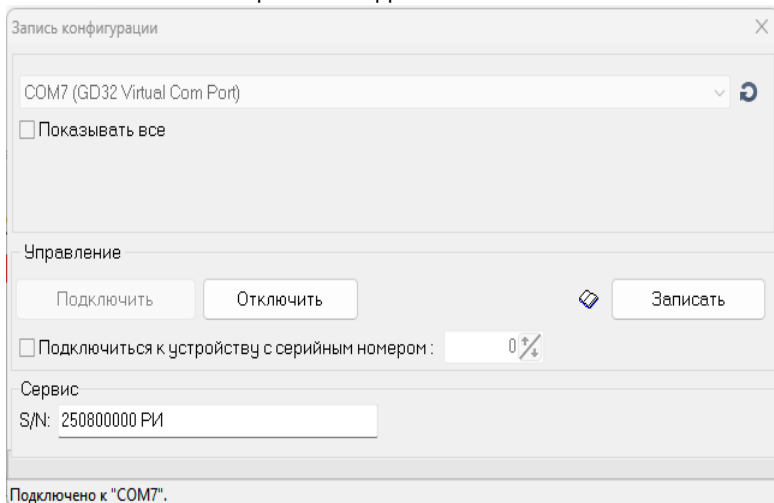 Запись конфигурации
COM7 (GD32 Virtual Com Port)
Показывать все
Управление
Подключить Отключить Записать
Подключиться к устройству с серийным номером : 0
Сервис
S/N: 250800000 РИ
Подключено к "COM7".